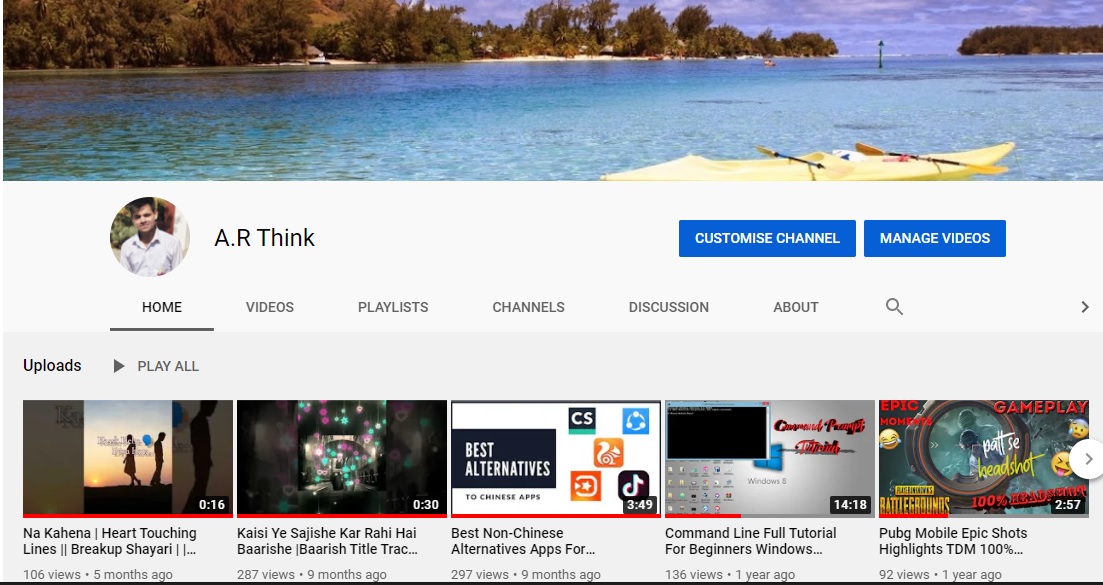 A.R Think
CUSTOMISE CHANNEL
MANAGE VIDEOS
HOME
VIDEOS
PLAYLISTS
CHANNELS
DISCUSSION
ABOUT
Uploads
PLAY ALL
0:16
0:30
BEST
ALTERNATIVES
TO CHINESE APPS
CS
3:49
Command Prompt
Tutorial
Windows 8
14:18
EPIC
MOMENTS
GAMEPLAY
patt se
headshot
BATTLEGROUNDS
100% HEADSHOT
2:57
Na Kahena | Heart Touching
Lines || Breakup Shayari | |...
106 views • 5 months ago
Kaisi Ye Sajishe Kar Rahi Hai
Baarishe |Baarish Title Trac...
287 views • 9 months ago
Best Non-Chinese
Alternatives Apps For...
297 views • 9 months ago
Command Line Full Tutorial
For Beginners Windows...
136 views • 1 year ago
Pubg Mobile Epic Shots
Highlights TDM 100%...
92 views • 1 year ago